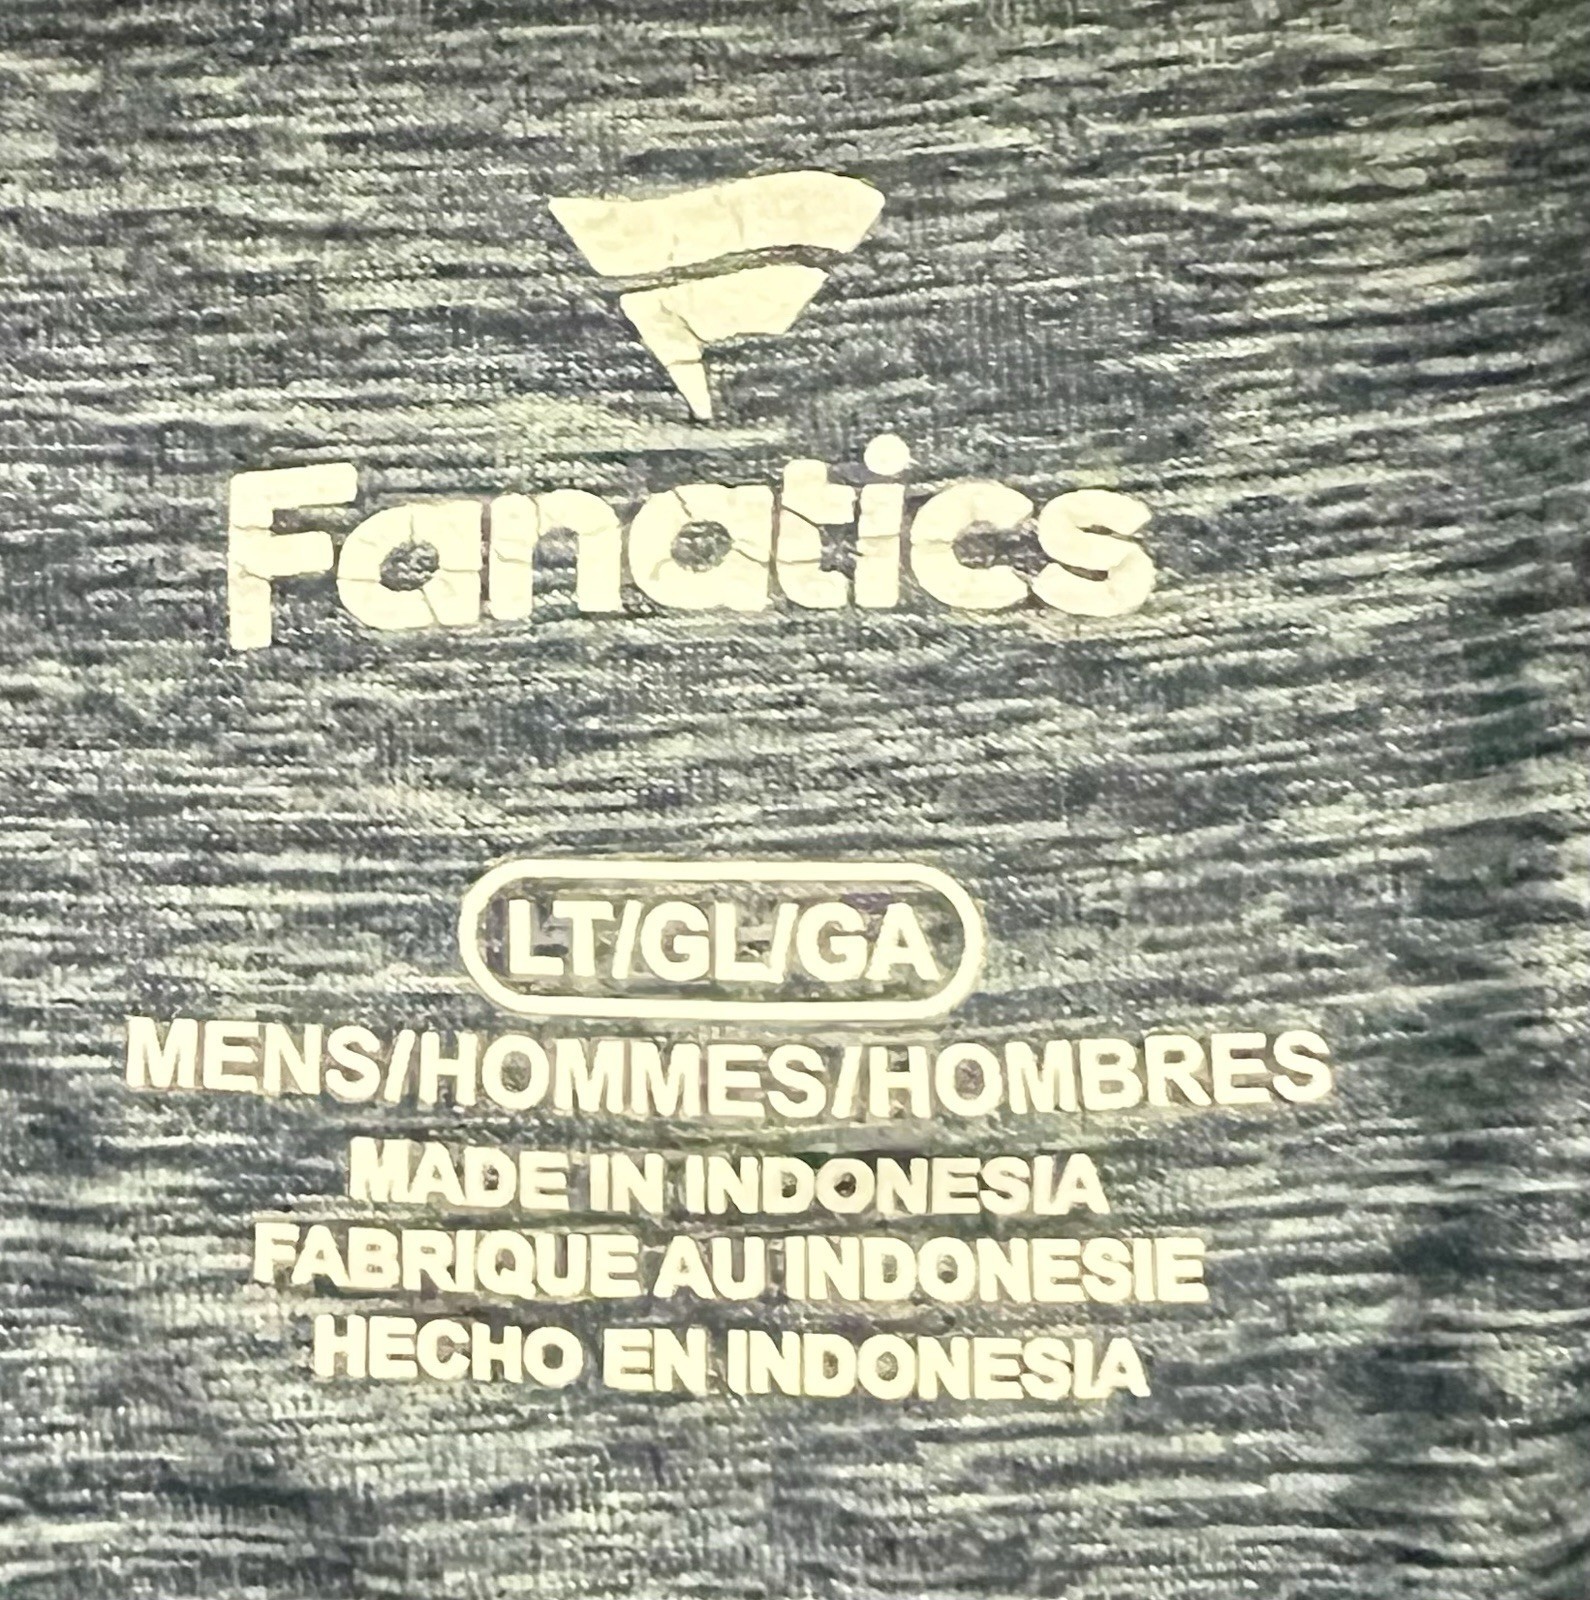 Fanatics
LT/GL/GA
MENS/HOMMES/HOMBRES
MADE IN INDONESIA
FABRIQUE AU INDONESIE
HECHO EN INDONESIA